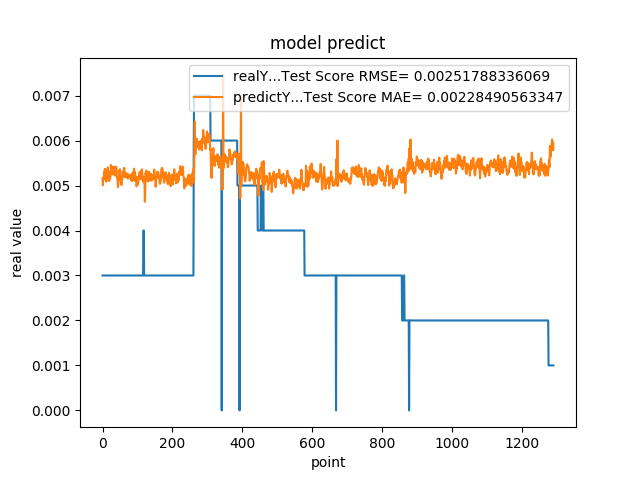 model predict
realY...Test Score RMSE= 0.00251788336069
predictY...Test Score MAE= 0.00228490563347
0.007
0.006
0.005
0.004
0.003
0.002
0.001
0.000
real value
0 200 400 600 800 1000 1200
point